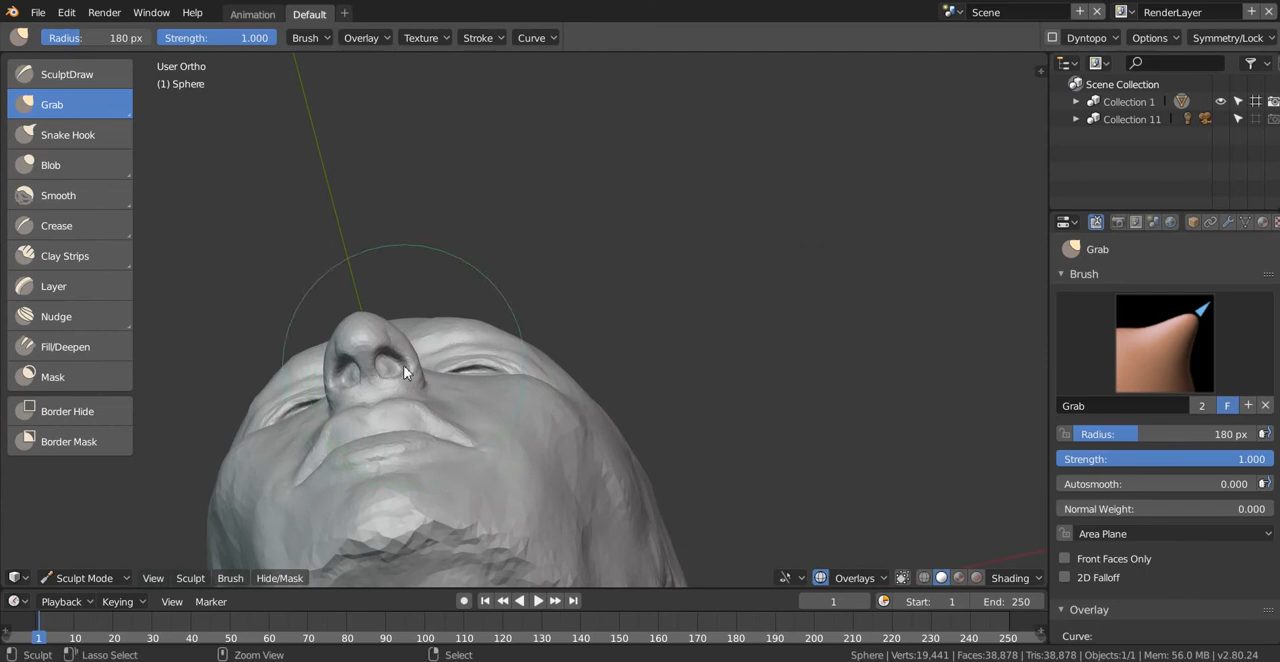 File Edit Render Window Help Animation Default + Scene RenderLayer
Radius: 180 px Strength: 1.000 Brush Overlay Texture Stroke Curve Dyntopo Options Symmetry/Lock
SculptDraw
Grab
Snake Hook
Blob
Smooth
Crease
Clay Strips
Layer
Nudge
Fill/Deepen
Mask
Border Hide
Border Mask
User Ortho
(1) Sphere
Scene Collection
Collection 1
Collection 11
Grab
Brush
Grab 2 F
Radius: 180 px
Strength: 1.000
Autosmooth: 0.000
Normal Weight: 0.000
Area Plane
Front Faces Only
2D Falloff
Overlay
Curve:
Sculpt Mode View Sculpt Brush Hide/Mask Overlays Shading
Playback Keying View Marker 1 Start: 1 End: 250
1 10 20 30 40 50 60 70 80 90 100 110 120 130 140 150 160 170 180 190 200 210 220 230 240 250
Sculpt Lasso Select Zoom View Select Sphere | Verts:19,441 | Faces:38,878 | Tris:38,878 | Objects:1/1 | Mem: 56.0 MB | v2.80.24